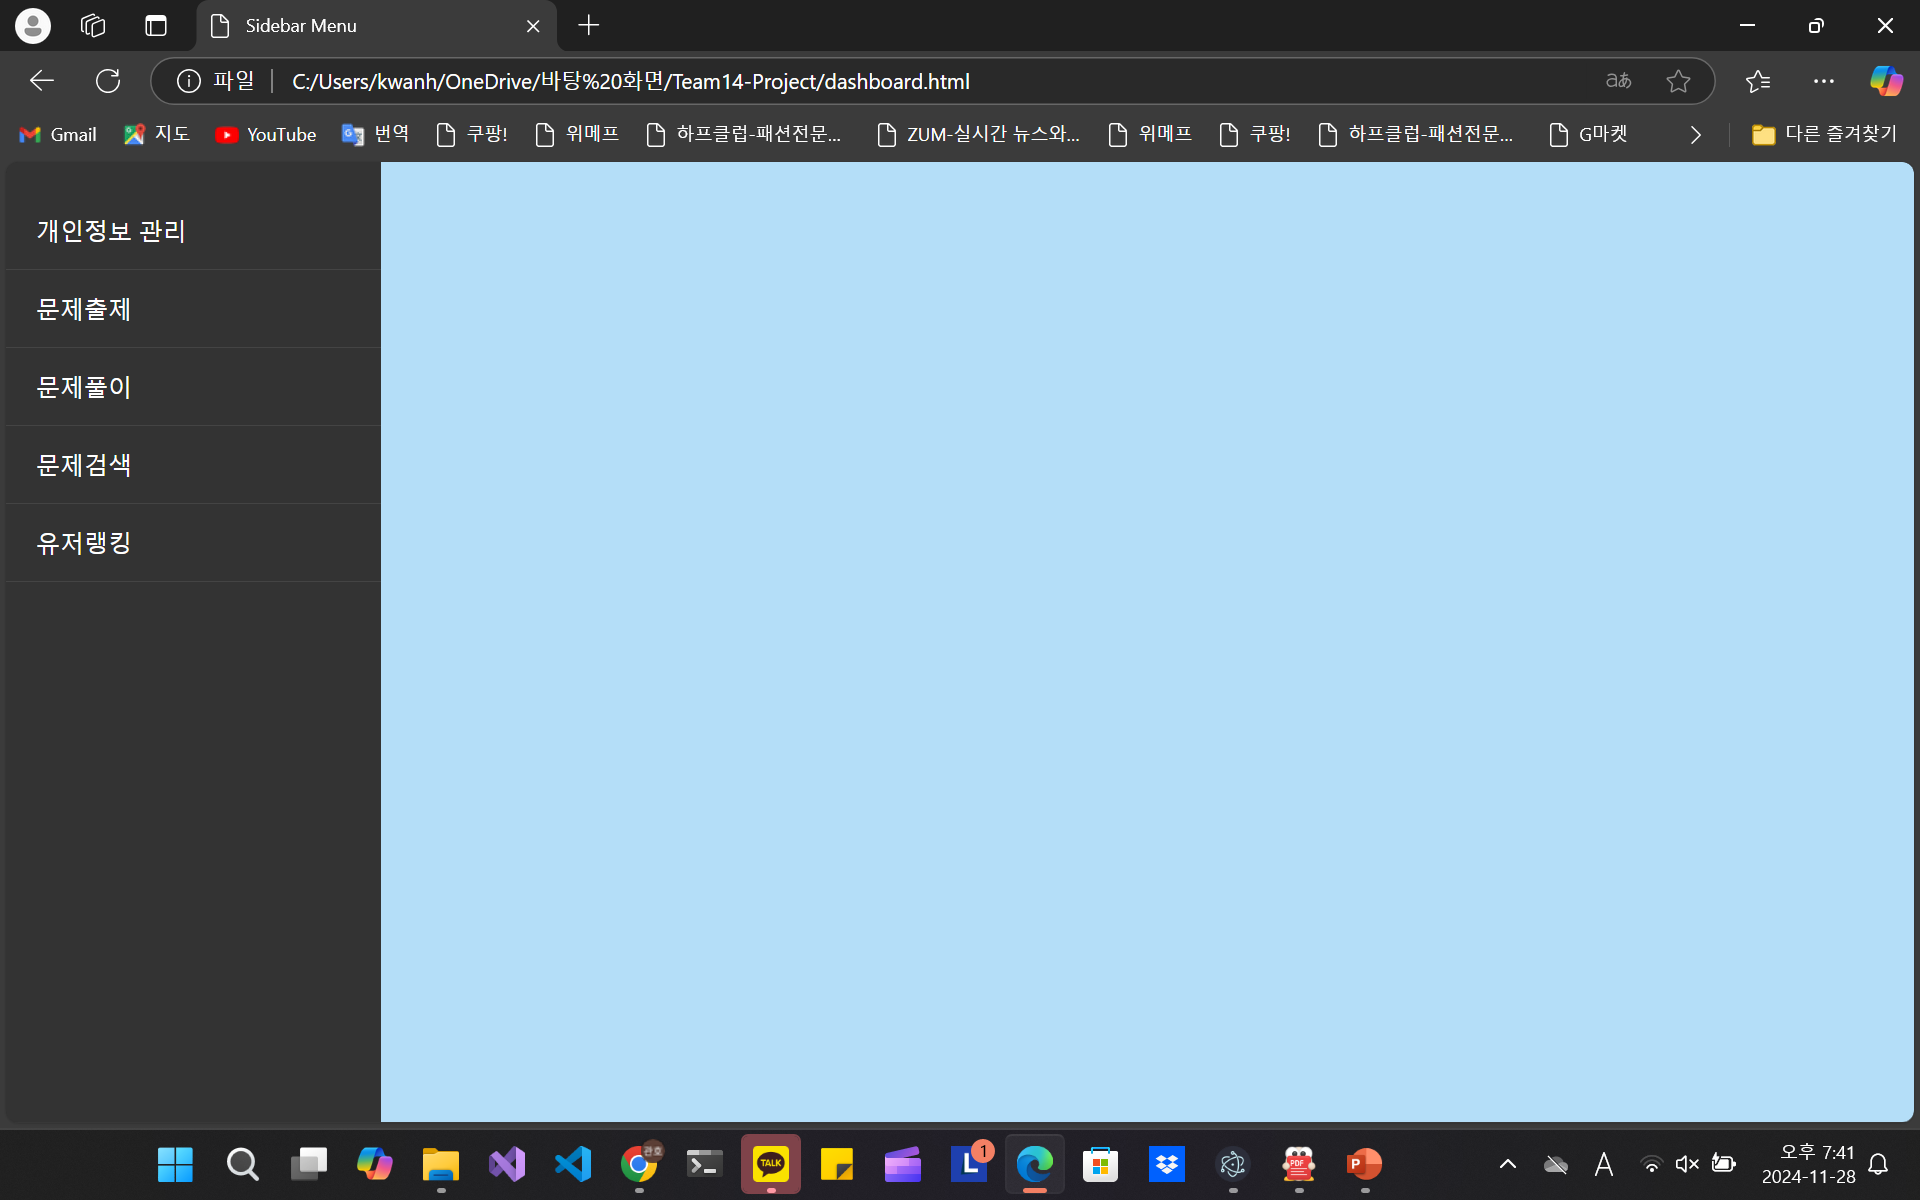 Sidebar Menu
파일 C:/Users/kwanh/OneDrive/바탕%20화면/Team14-Project/dashboard.html aあ
Gmail 지도 YouTube 번역 쿠팡! 위메프 하프클럽-패션전문... ZUM-실시간 뉴스와... 위메프 쿠팡! 하프클럽-패션전문... G마켓 다른 즐겨찾기
개인정보 관리
문제출제
문제풀이
문제검색
유저랭킹
관호
TALK
L 1
PDF
P
A
오후 7:41
2024-11-28